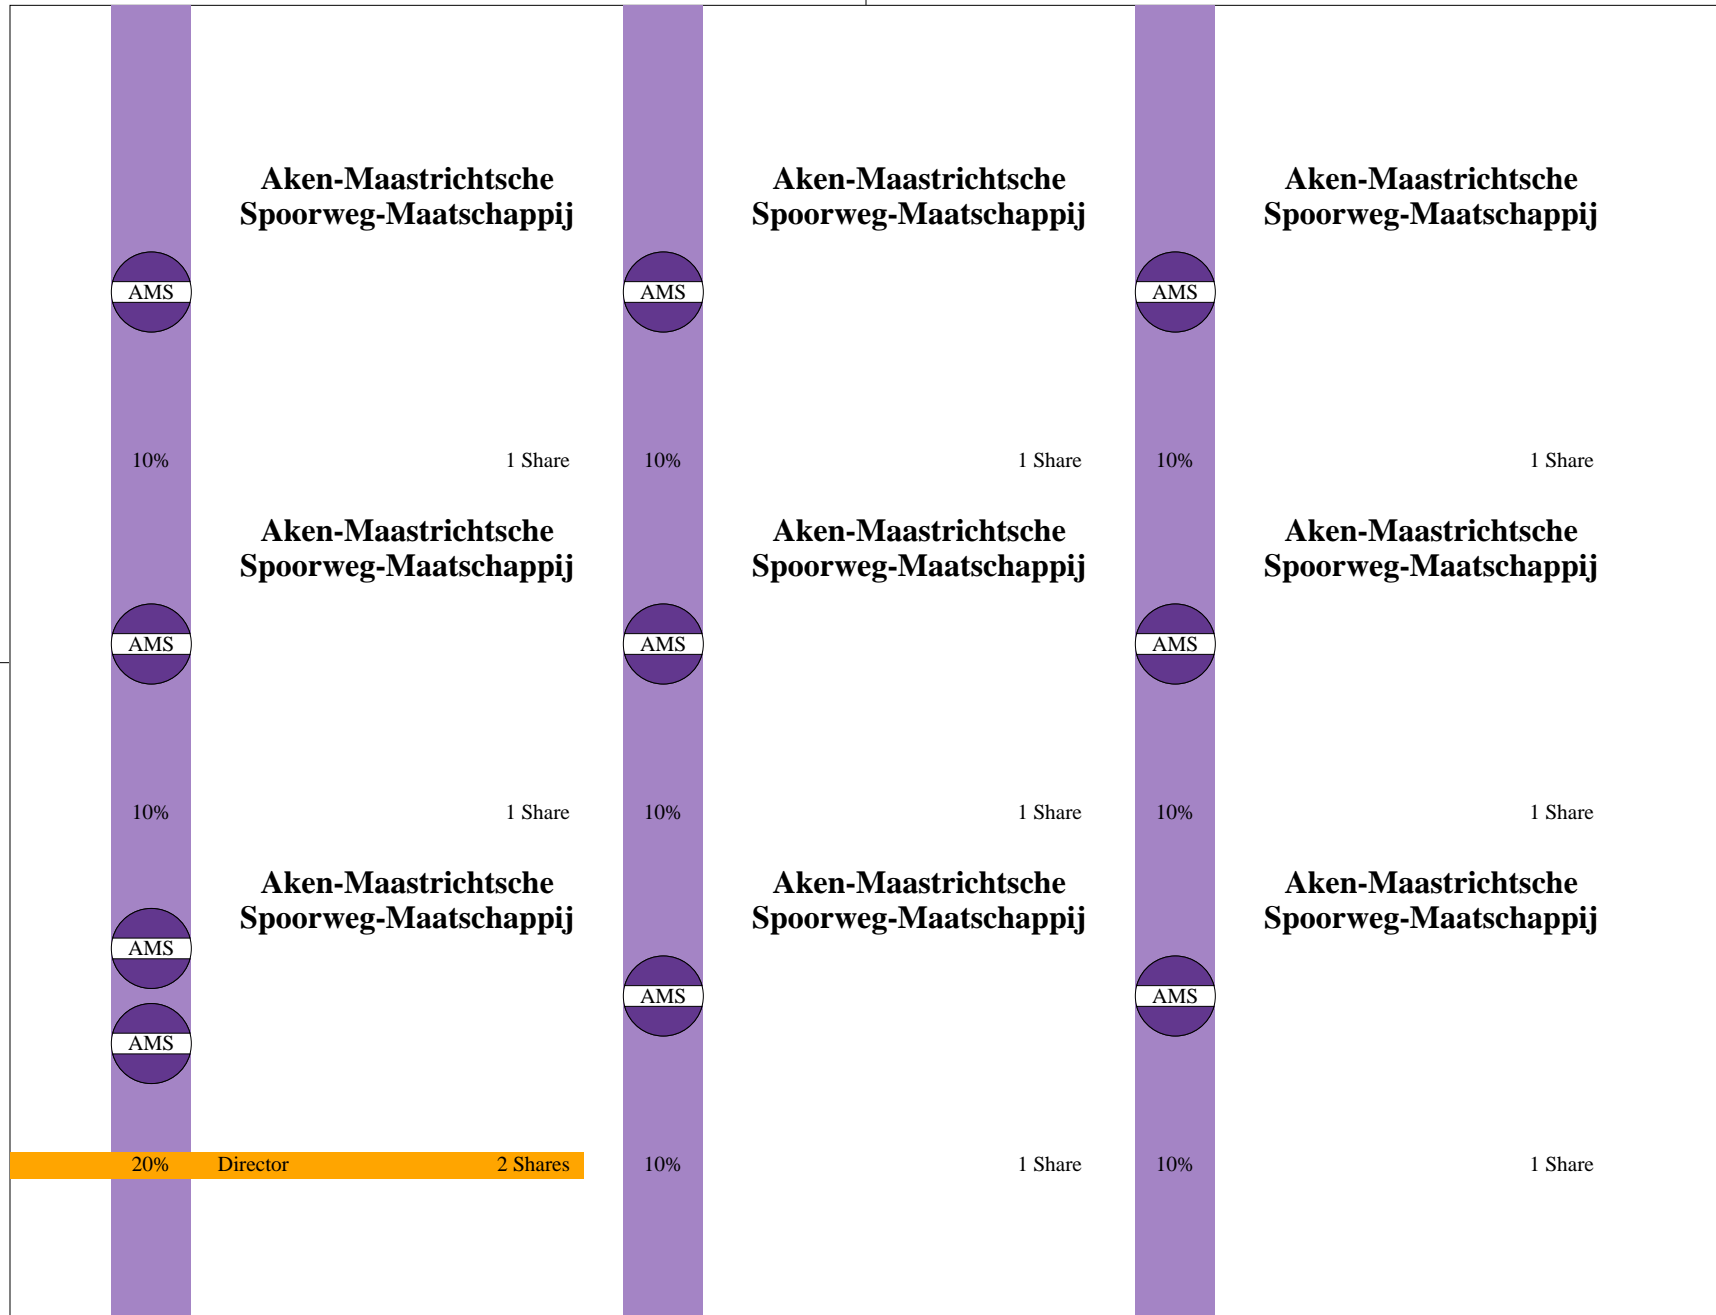 Aken-Maastrichtsche
Spoorweg-Maatschappij
AMS
10%
1 Share
Aken-Maastrichtsche
Spoorweg-Maatschappij
AMS
10%
1 Share
Aken-Maastrichtsche
Spoorweg-Maatschappij
AMS
10%
1 Share
Aken-Maastrichtsche
Spoorweg-Maatschappij
AMS
10%
1 Share
Aken-Maastrichtsche
Spoorweg-Maatschappij
AMS
10%
1 Share
Aken-Maastrichtsche
Spoorweg-Maatschappij
AMS
10%
1 Share
Aken-Maastrichtsche
Spoorweg-Maatschappij
AMS
AMS
20% Director 2 Shares
Aken-Maastrichtsche
Spoorweg-Maatschappij
AMS
10%
1 Share
Aken-Maastrichtsche
Spoorweg-Maatschappij
AMS
10%
1 Share